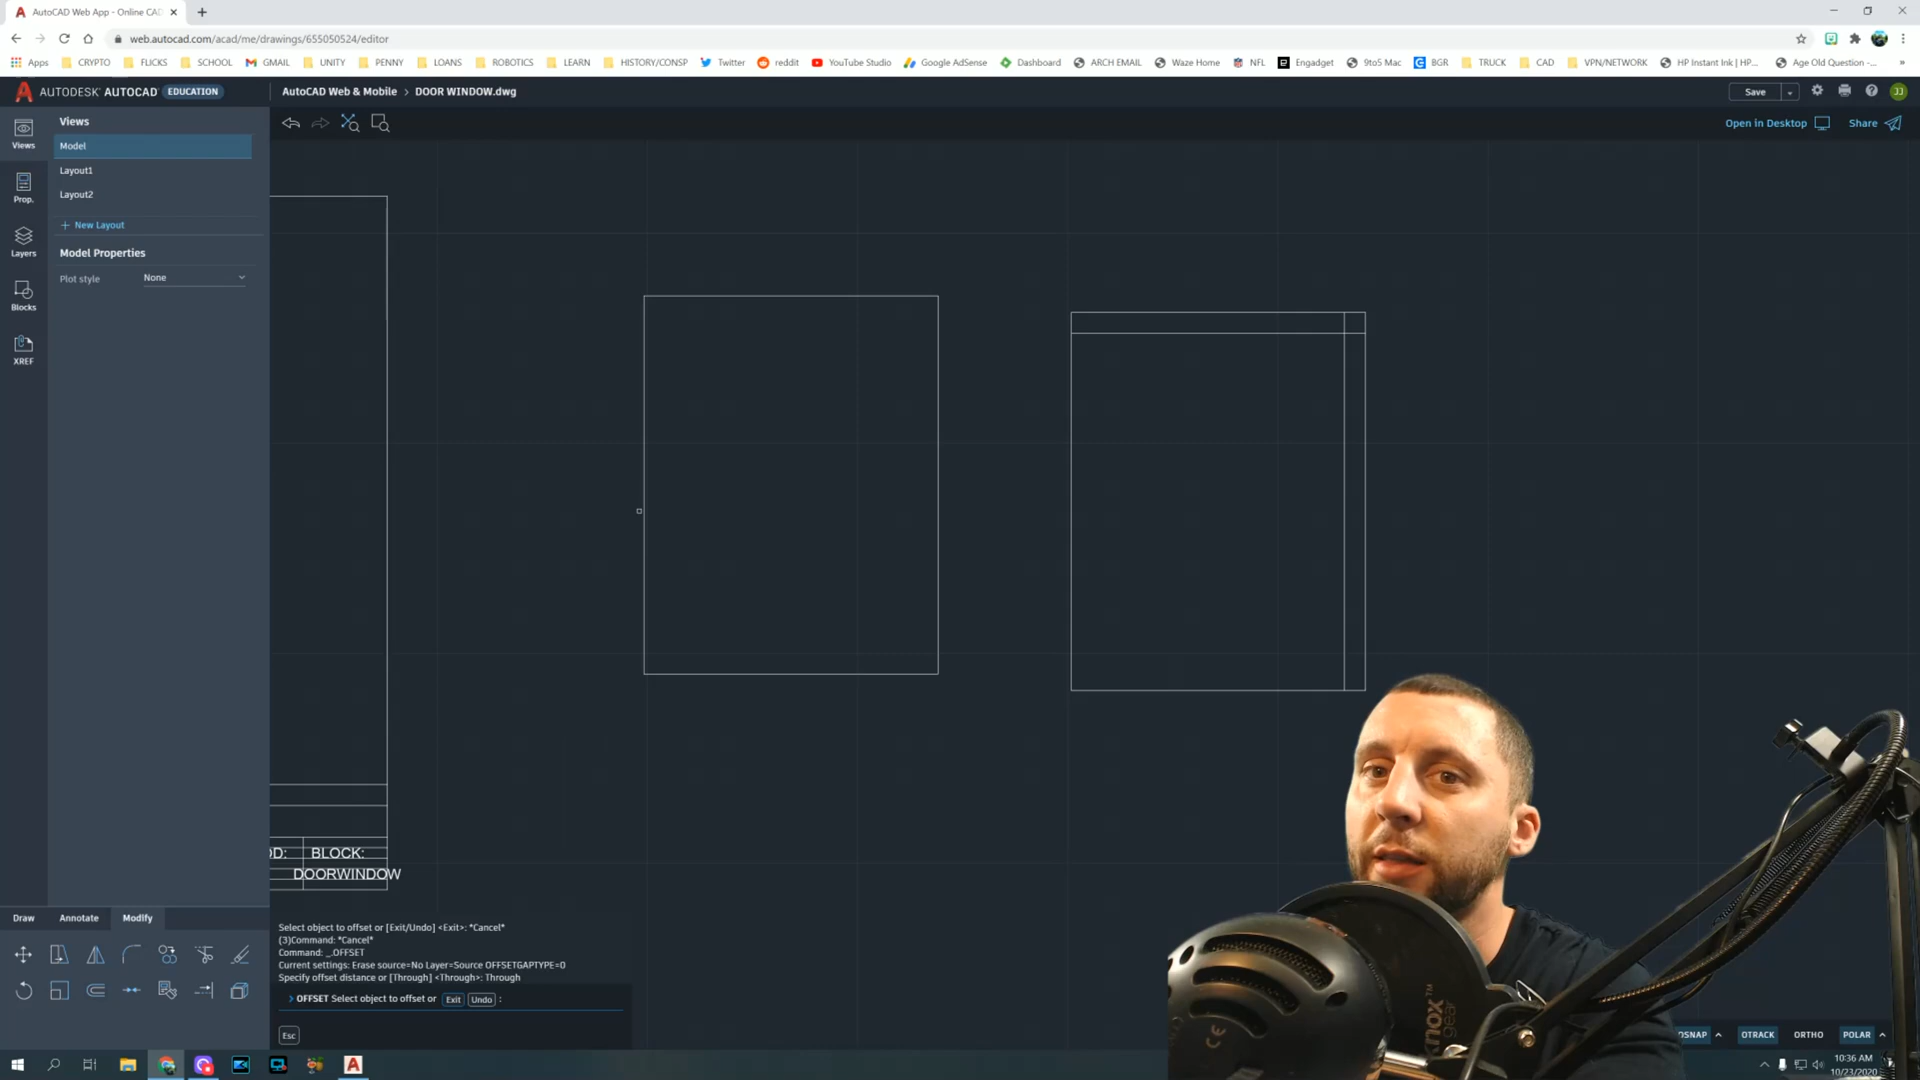 AutoCAD Web App - Online CAD
web.autocad.com/acad/me/drawings/655050524/editor
Apps CRYPTO FLICKS SCHOOL GMAIL UNITY PENNY LOANS ROBOTICS LEARN HISTORY/CONSP Twitter reddit YouTube Studio Google AdSense Dashboard ARCH EMAIL Waze Home NFL Engadget 9to5 Mac BGR TRUCK CAD VPN/NETWORK HP Instant Ink | HP... Age Old Question -... »
AUTODESK' AUTOCAD EDUCATION AutoCAD Web & Mobile > DOOR WINDOW.dwg Save JJ
Open in Desktop Share
Views
Views
Model
Layout1
Prop.
Layout2
+ New Layout
Layers
Model Properties
Plot style None
Blocks
XREF
OD: BLOCK:
DOORWINDOW
Draw Annotate Modify
Select object to offset or [Exit/Undo] <Exit>: *Cancel*
(3)Command: *Cancel*
Command: _.OFFSET
Current settings: Erase source=No Layer=Source OFFSETGAPTYPE=0
Specify offset distance or [Through] <Through>: Through
> OFFSET Select object to offset or Exit Undo :
Esc
OSNAP OTRACK ORTHO POLAR
10:36 AM
10/23/2020